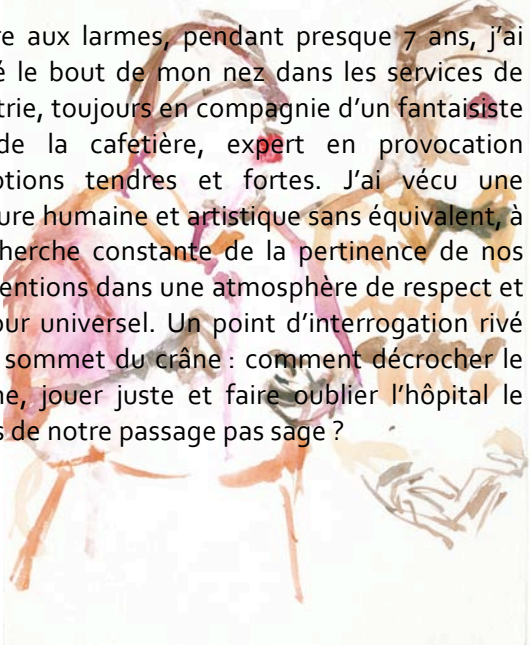 re aux larmes, pendant presque 7 ans, j’ai
é le bout de mon nez dans les services de
trie, toujours en compagnie d’un fantaisiste
de la cafetière, expert en provocation
otions tendres et fortes. J’ai vécu une
ure humaine et artistique sans équivalent, à
herche constante de la pertinence de nos
entions dans une atmosphère de respect et
our universel. Un point d’interrogation rivé
sommet du crâne : comment décrocher le
ne, jouer juste et faire oublier l’hôpital le
s de notre passage pas sage ?